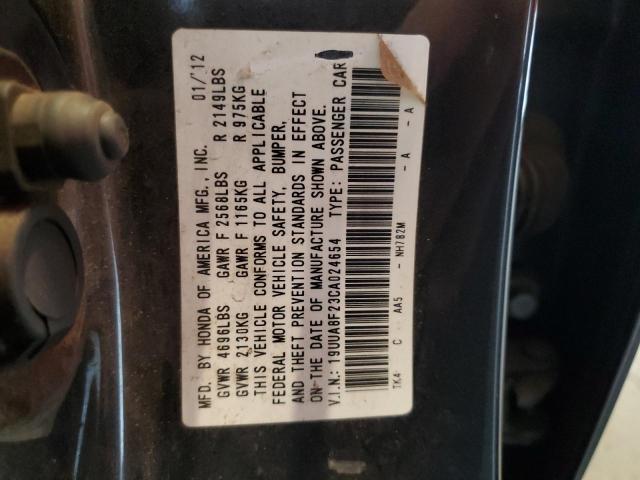 MFD. BY HONDA OF AMERICA MFG., INC. 01/'12
GVWR 4696LBS GAWR F 2568LBS R 2149LBS
GVWR 2130KG GAWR F 1165KG R 975KG
THIS VEHICLE CONFORMS TO ALL APPLICABLE
FEDERAL MOTOR VEHICLE SAFETY, BUMPER,
AND THEFT PREVENTION STANDARDS IN EFFECT
ON THE DATE OF MANUFACTURE SHOWN ABOVE.
V.I.N.: 19UUA8F23CA024654 TYPE: PASSENGER CAR
TK4 C AA5 - NH782M - A - A